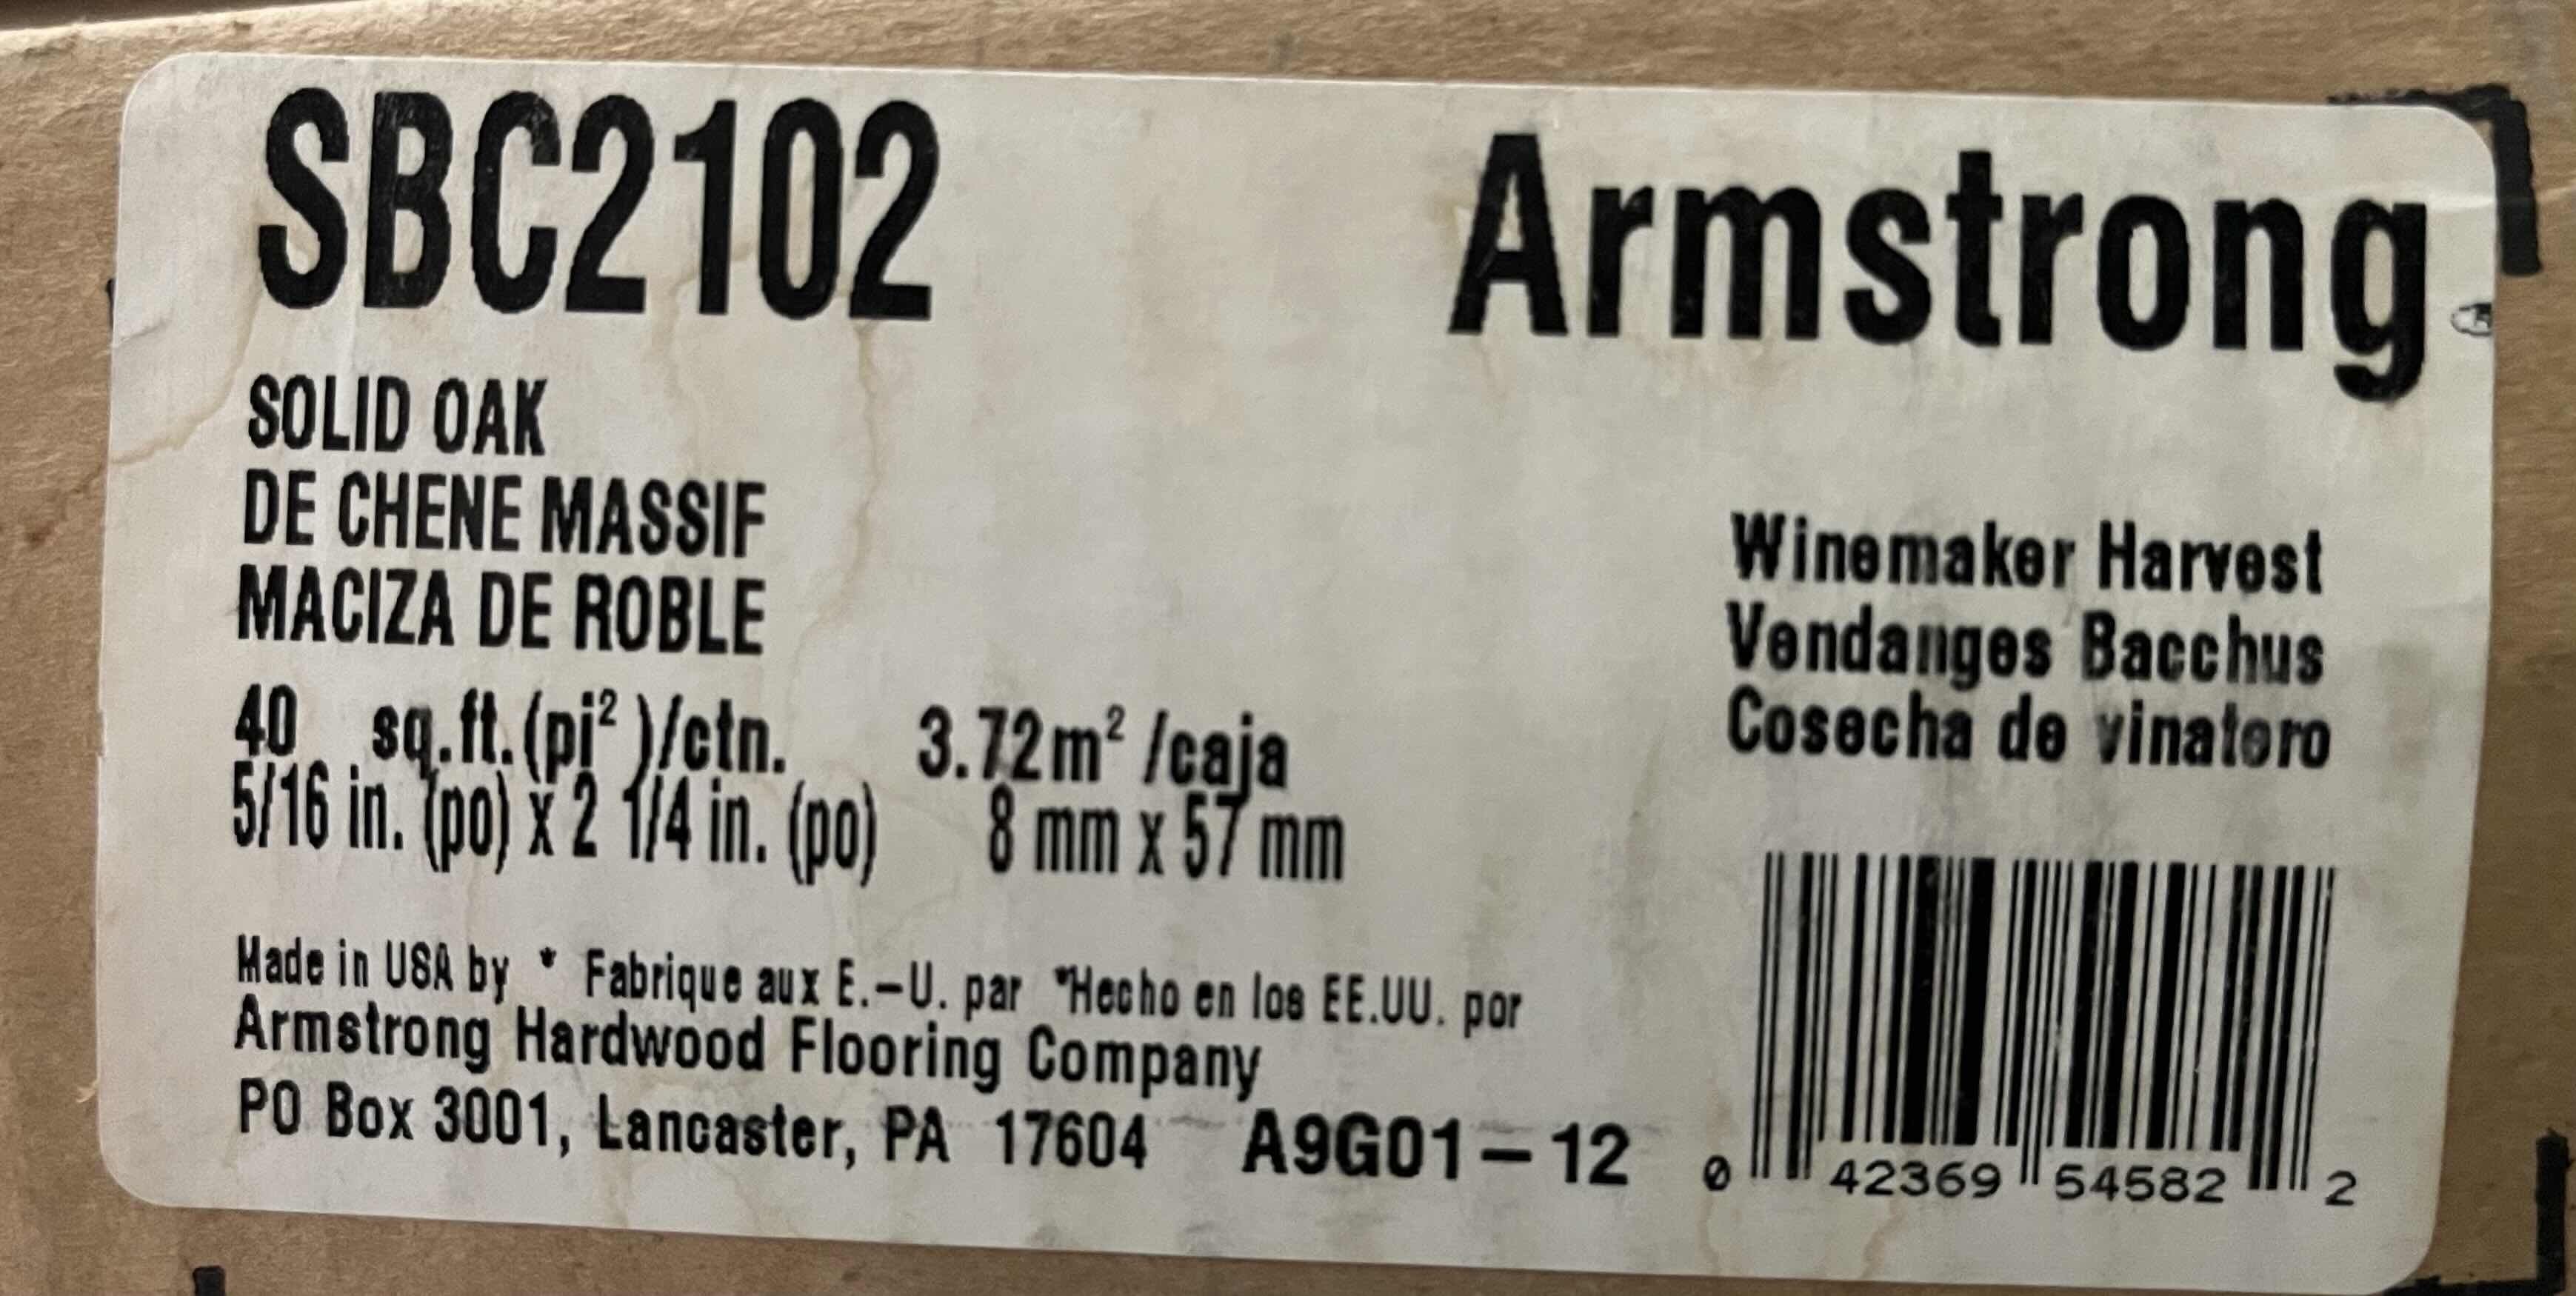 SBC2102
Armstrong
SOLID OAK
DE CHENE MASSIF
MACIZA DE ROBLE
Winemaker Harvest
Vendanges Bacchus
Cosecha de vinatero
40 sq.ft.(pi²)/ctn. 3.72m² /caja
5/16 in. (po) x 2 1/4 in. (po) 8 mm x 57 mm
Made in USA by * Fabrique aux E.-U. par *Hecho en los EE.UU. por
Armstrong Hardwood Flooring Company
PO Box 3001, Lancaster, PA 17604 A9G01-12
0 42369 54582 2